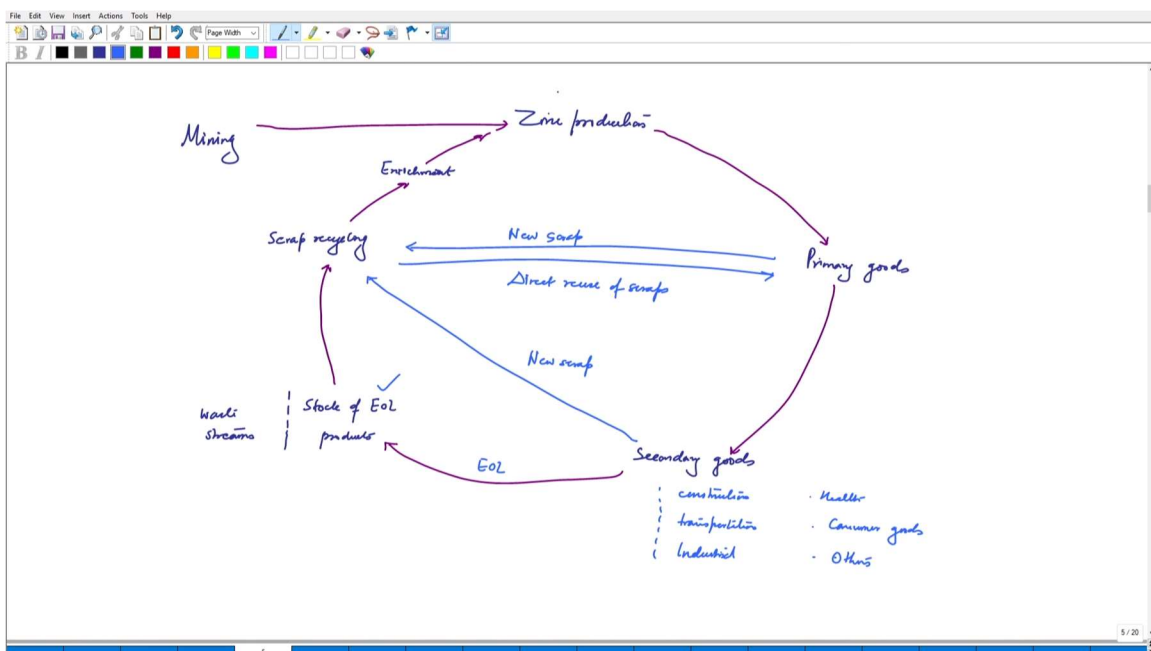 File Edit View Insert Actions Tools Help
Page Width
B I
Mining
Zinc production
Enrichment
Scrap recycling
New scrap
Primary goods
Direct reuse of scraps
New scrap
Waste
streams
Stock of EoL
products
EoL
Secondary goods
construction
· Health
transportation
· Consumer goods
Industrial
· Others
5 / 20